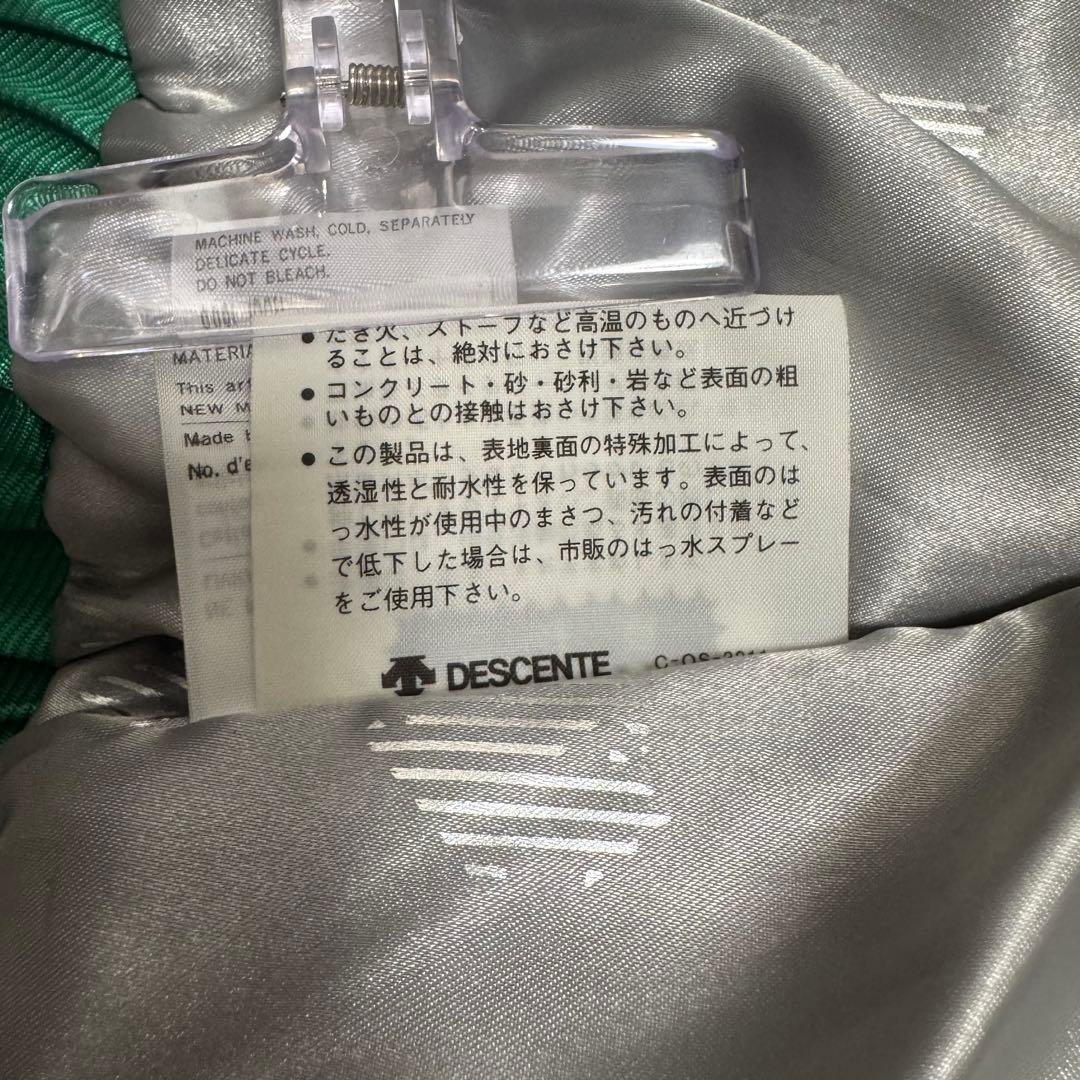 MACHINE WASH, COLD, SEPARATELY
DELICATE CYCLE.
DO NOT BLEACH.
MATERIA
This art
NEW M
Made b
No. d'e
● たき火、ストーブなど高温のものへ近づけ
ることは、絶対におさけ下さい。
● コンクリート・砂・砂利・岩など表面の粗
いものとの接触はおさけ下さい。
● この製品は、表地裏面の特殊加工によって、
透湿性と耐水性を保っています。表面のは
っ水性が使用中のまさつ、汚れの付着など
で低下した場合は、市販のはっ水スプレー
をご使用下さい。
DESCENTE